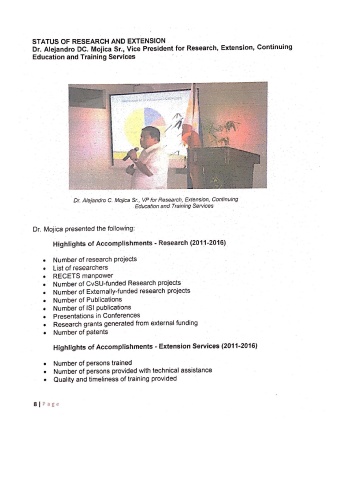 STATUS OF RESEARCH AND EXTENSION
Dr. Alejandro DC. Mojica Sr., Vice President for Research, Extension, Continuing
Education and Training Services
Dr. Alejandro C. Mojica Sr., VP for Research, Extension, Continuing
Education and Training Services
Dr. Mojica presented the following:
Highlights of Accomplishments - Research (2011-2016)
• Number of research projects
• List of researchers
• RECETS manpower
• Number of CvSU-funded Research projects
• Number of Externally-funded research projects
• Number of Publications
• Number of ISI publications
• Presentations in Conferences
• Research grants generated from external funding
• Number of patents
Highlights of Accomplishments - Extension Services (2011-2016)
• Number of persons trained
• Number of persons provided with technical assistance
• Quality and timeliness of training provided
8 | Page